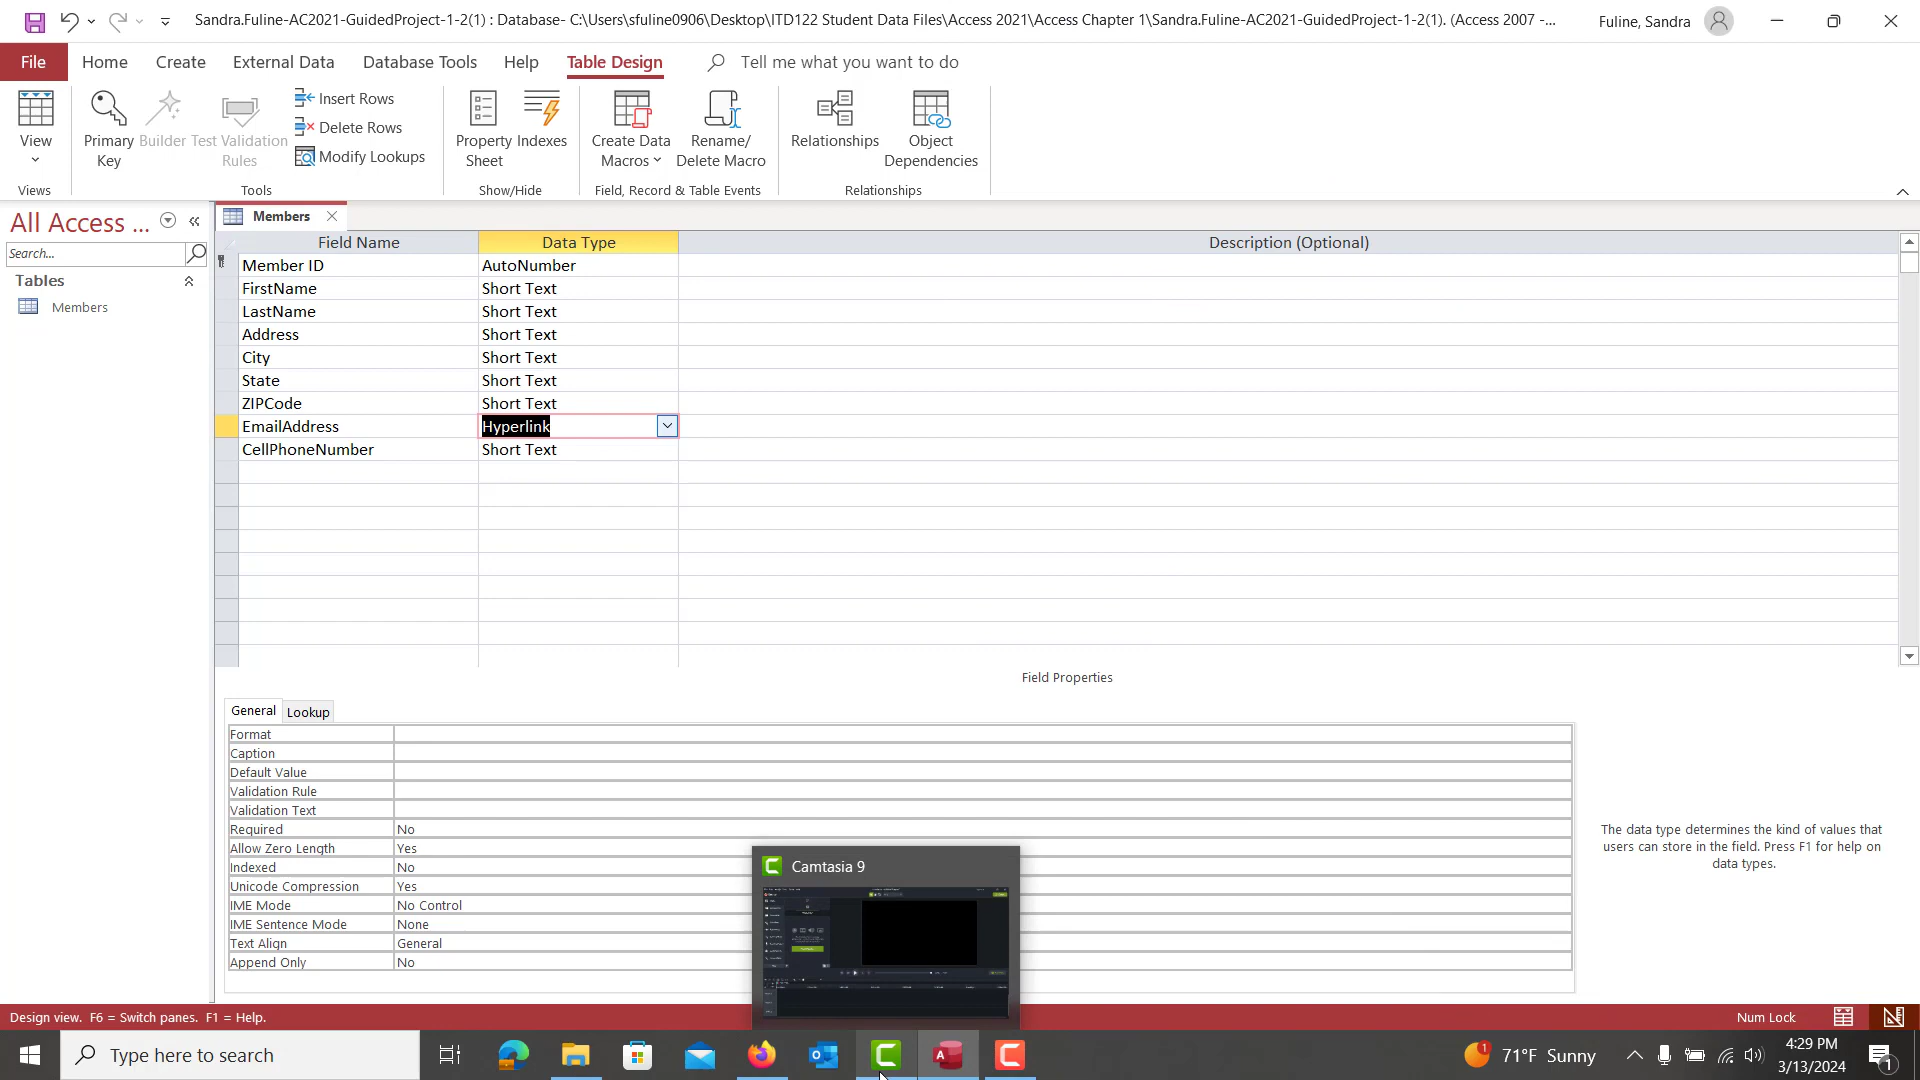 Sandra.Fuline-AC2021-GuidedProject-1-2(1) : Database- C:\Users\sfuline0906\Desktop\ITD122 Student Data Files\Access 2021\Access Chapter 1\Sandra.Fuline-AC2021-GuidedProject-1-2(1). (Access 2007 -... Fuline, Sandra
File Home Create External Data Database Tools Help Table Design Tell me what you want to do
View
Primary Key
Builder
Test Validation Rules
Insert Rows
Delete Rows
Modify Lookups
Property Sheet
Indexes
Create Data Macros
Rename/ Delete Macro
Relationships
Object Dependencies
Views Tools Show/Hide Field, Record & Table Events Relationships
All Access ...
Search...
Tables
Members
Members
Field Name Data Type Description (Optional)
Member ID AutoNumber
FirstName Short Text
LastName Short Text
Address Short Text
City Short Text
State Short Text
ZIPCode Short Text
EmailAddress Hyperlink
CellPhoneNumber Short Text
Field Properties
General Lookup
Format
Caption
Default Value
Validation Rule
Validation Text
Required No
Allow Zero Length Yes
Indexed No
Unicode Compression Yes
IME Mode No Control
IME Sentence Mode None
Text Align General
Append Only No
The data type determines the kind of values that
users can store in the field. Press F1 for help on
data types.
Camtasia 9
Design view. F6 = Switch panes. F1 = Help. Num Lock
Type here to search
71°F Sunny
4:29 PM
3/13/2024
1
1